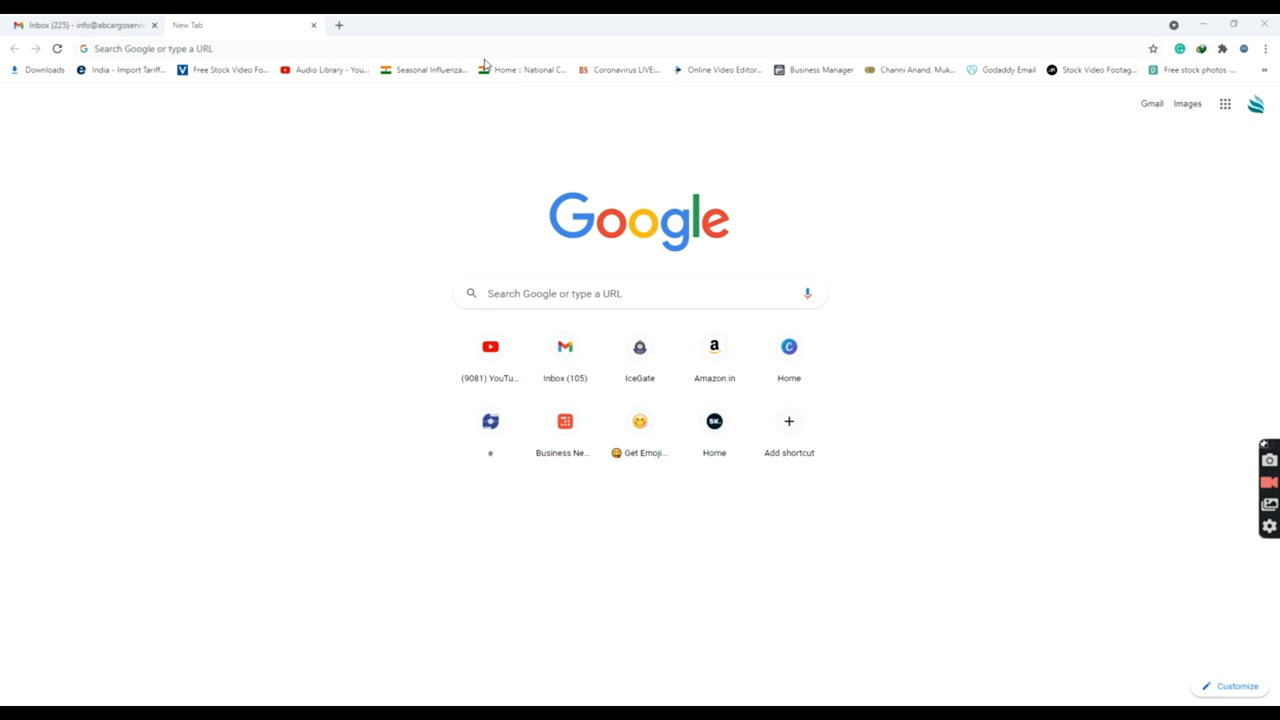 Inbox (225) - info@abcargoservi
New Tab
Search Google or type a URL
Downloads
India - Import Tariff...
Free Stock Video Fo...
Audio Library - You...
Seasonal Influenza...
Home :: National C...
BS Coronavirus LIVE:...
Online Video Editor...
Business Manager
Channi Anand, Muk...
Godaddy Email
Stock Video Footag...
Free stock photos -...
»
Gmail
Images
Google
Search Google or type a URL
(9081) YouTu...
Inbox (105)
IceGate
Amazon.in
Home
e
Business Ne...
😋 Get Emoji...
SK.
Home
Add shortcut
Customize